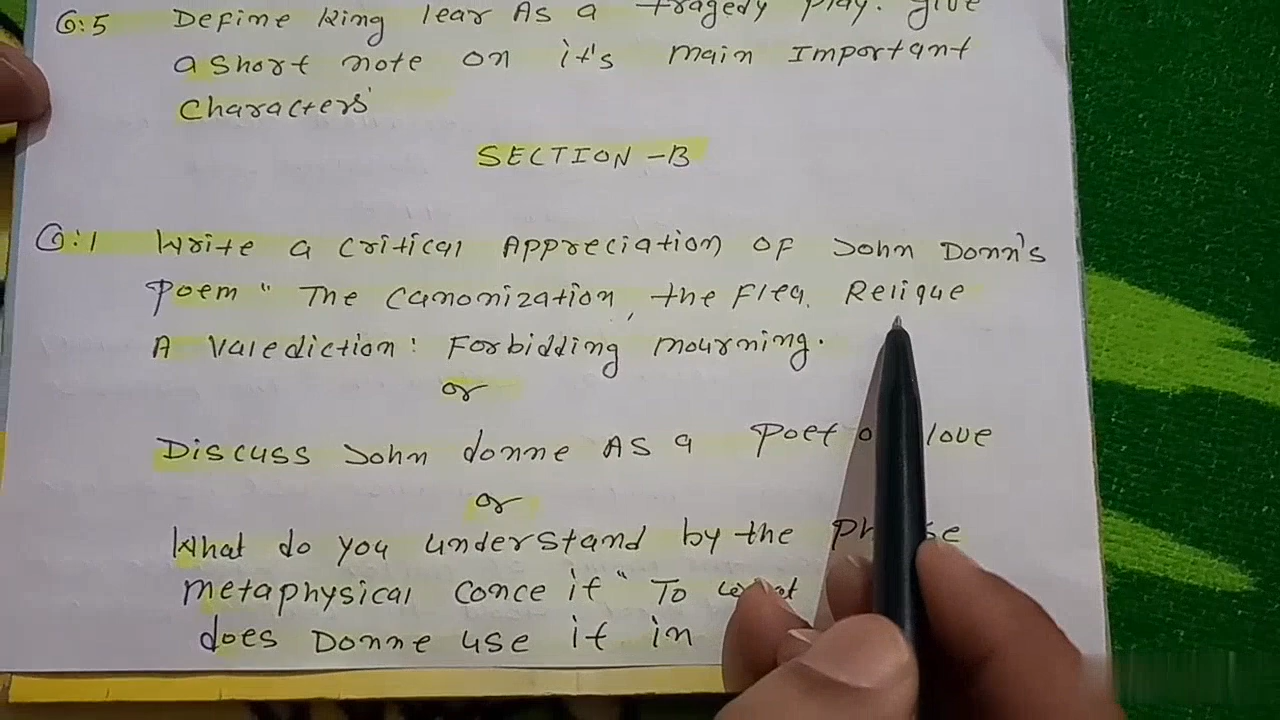 Q:5 Define King lear As a tragedy play. Give
a short note on it's main Important
Characters
SECTION -B
Q:1 Write a Critical Appreciation OF John Donn's
Poem " The Canonization, the Flea. Relique
A Valediction: Forbidding mourning.
or
Discuss John donne As a Poet love
or
What do you understand by the
metaphysical Conce it" To
does Donne use it in